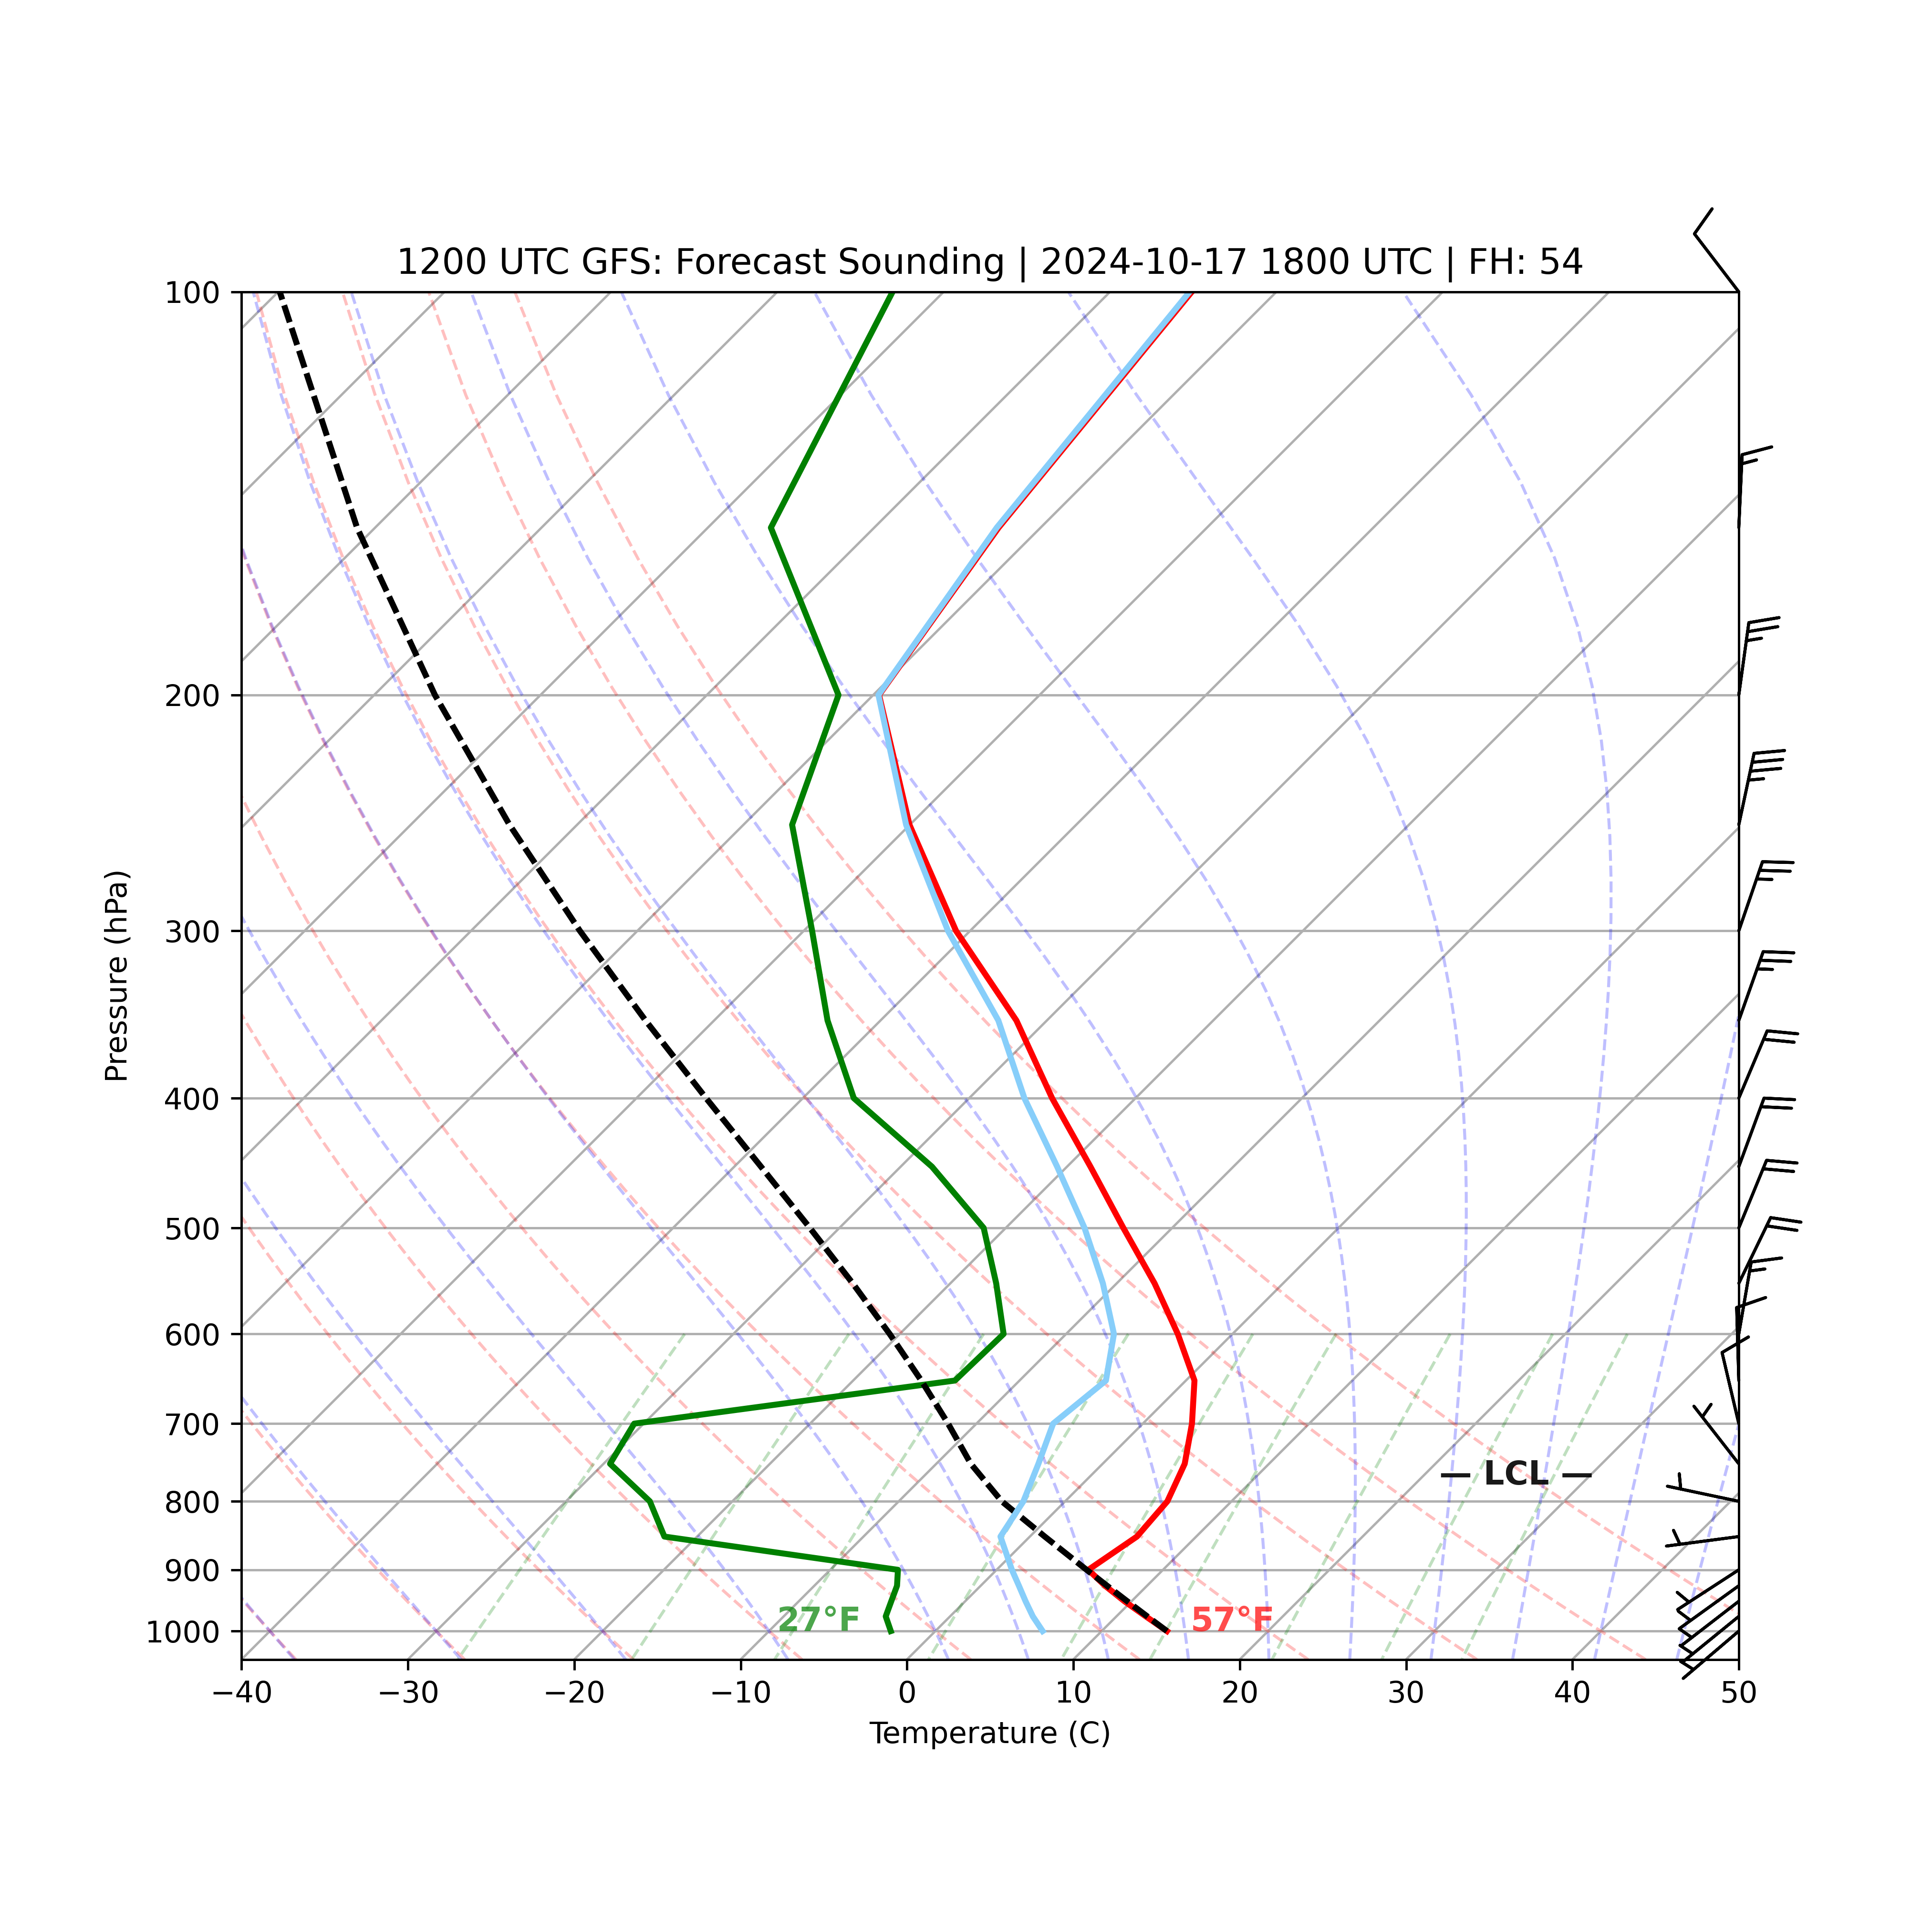 1200 UTC GFS: Forecast Sounding | 2024-10-17 1800 UTC | FH: 54
100
200
300
400
500
600
700
800
900
1000
Pressure (hPa)
— LCL —
27°F
57°F
−40 −30 −20 −10 0 10 20 30 40 50
Temperature (C)